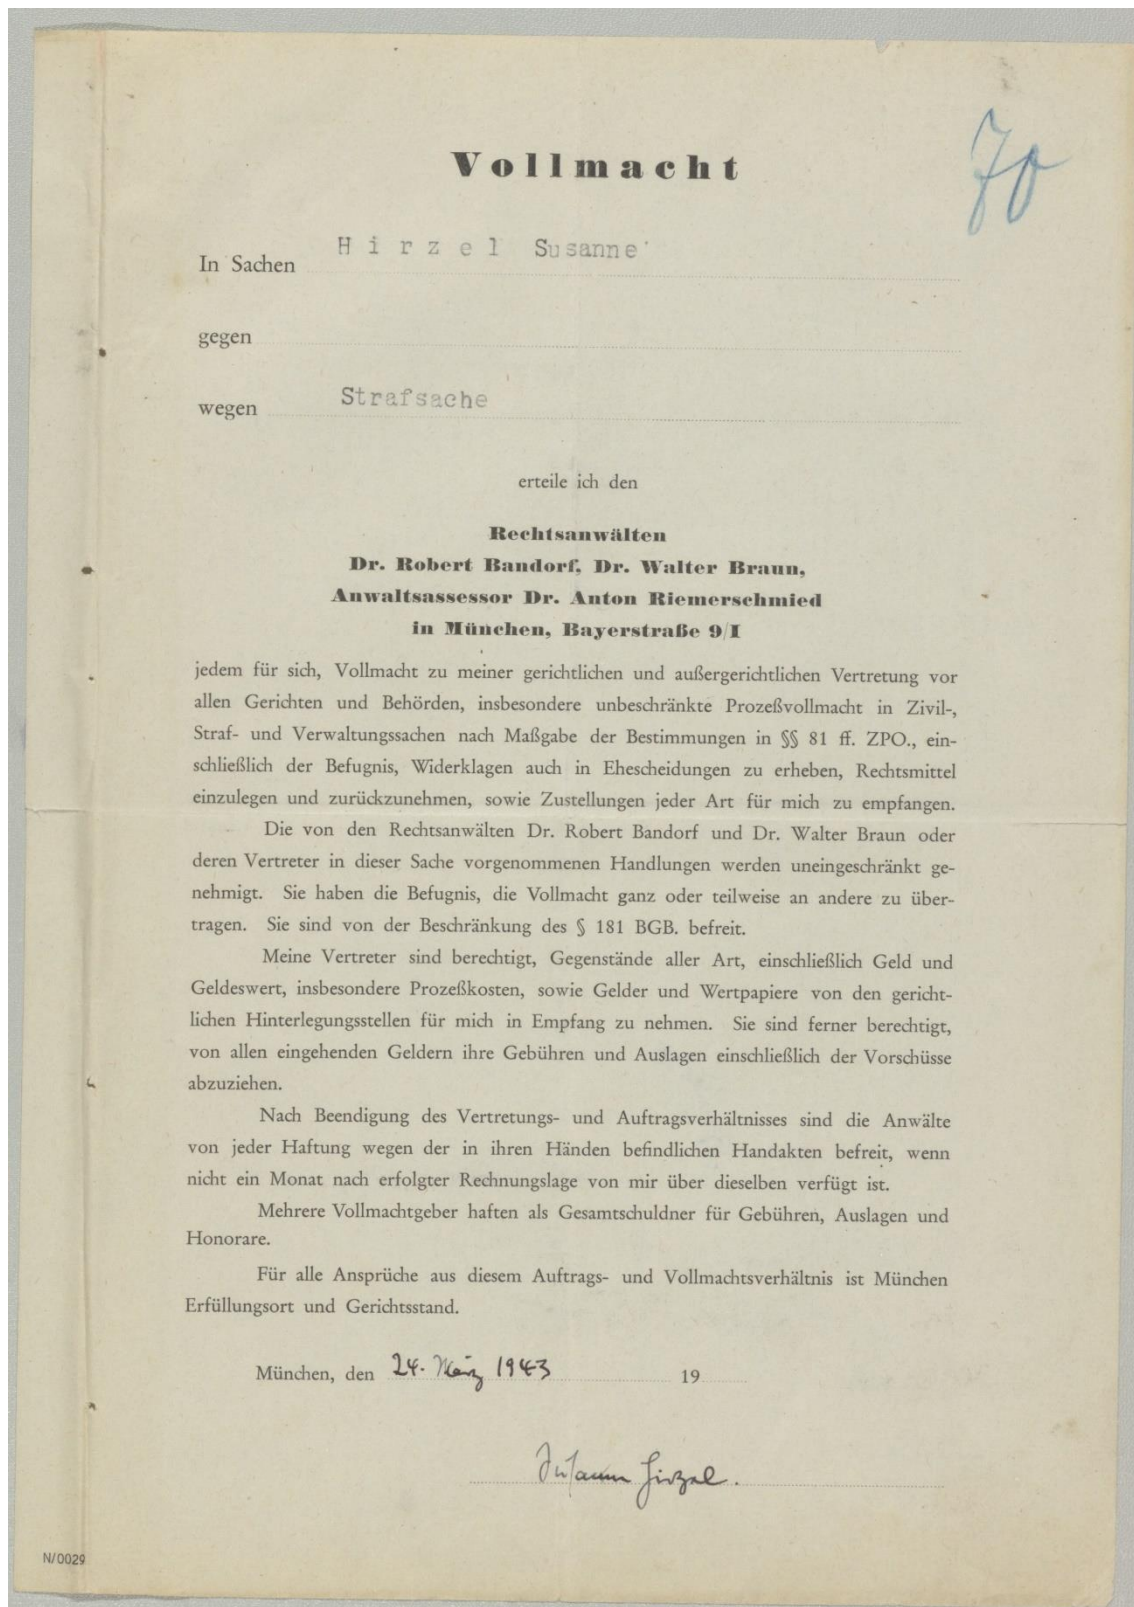 Vollmacht
70
In Sachen Hirzel Susanne
gegen
wegen Strafsache
erteile ich den
Rechtsanwälten
Dr. Robert Bandorf, Dr. Walter Braun,
Anwaltsassessor Dr. Anton Riemerschmied
in München, Bayerstraße 9/I
jedem für sich, Vollmacht zu meiner gerichtlichen und außergerichtlichen Vertretung vor
allen Gerichten und Behörden, insbesondere unbeschränkte Prozeßvollmacht in Zivil-,
Straf- und Verwaltungssachen nach Maßgabe der Bestimmungen in §§ 81 ff. ZPO., ein-
schließlich der Befugnis, Widerklagen auch in Ehescheidungen zu erheben, Rechtsmittel
einzulegen und zurückzunehmen, sowie Zustellungen jeder Art für mich zu empfangen.
Die von den Rechtsanwälten Dr. Robert Bandorf und Dr. Walter Braun oder
deren Vertreter in dieser Sache vorgenommenen Handlungen werden uneingeschränkt ge-
nehmigt. Sie haben die Befugnis, die Vollmacht ganz oder teilweise an andere zu über-
tragen. Sie sind von der Beschränkung des § 181 BGB. befreit.
Meine Vertreter sind berechtigt, Gegenstände aller Art, einschließlich Geld und
Geldeswert, insbesondere Prozeßkosten, sowie Gelder und Wertpapiere von den gericht-
lichen Hinterlegungsstellen für mich in Empfang zu nehmen. Sie sind ferner berechtigt,
von allen eingehenden Geldern ihre Gebühren und Auslagen einschließlich der Vorschüsse
abzuziehen.
Nach Beendigung des Vertretungs- und Auftragsverhältnisses sind die Anwälte
von jeder Haftung wegen der in ihren Händen befindlichen Handakten befreit, wenn
nicht ein Monat nach erfolgter Rechnungslage von mir über dieselben verfügt ist.
Mehrere Vollmachtgeber haften als Gesamtschuldner für Gebühren, Auslagen und
Honorare.
Für alle Ansprüche aus diesem Auftrags- und Vollmachtsverhältnis ist München
Erfüllungsort und Gerichtsstand.
München, den 24. März 1943 19
Susanne Hirzel.
N/0029